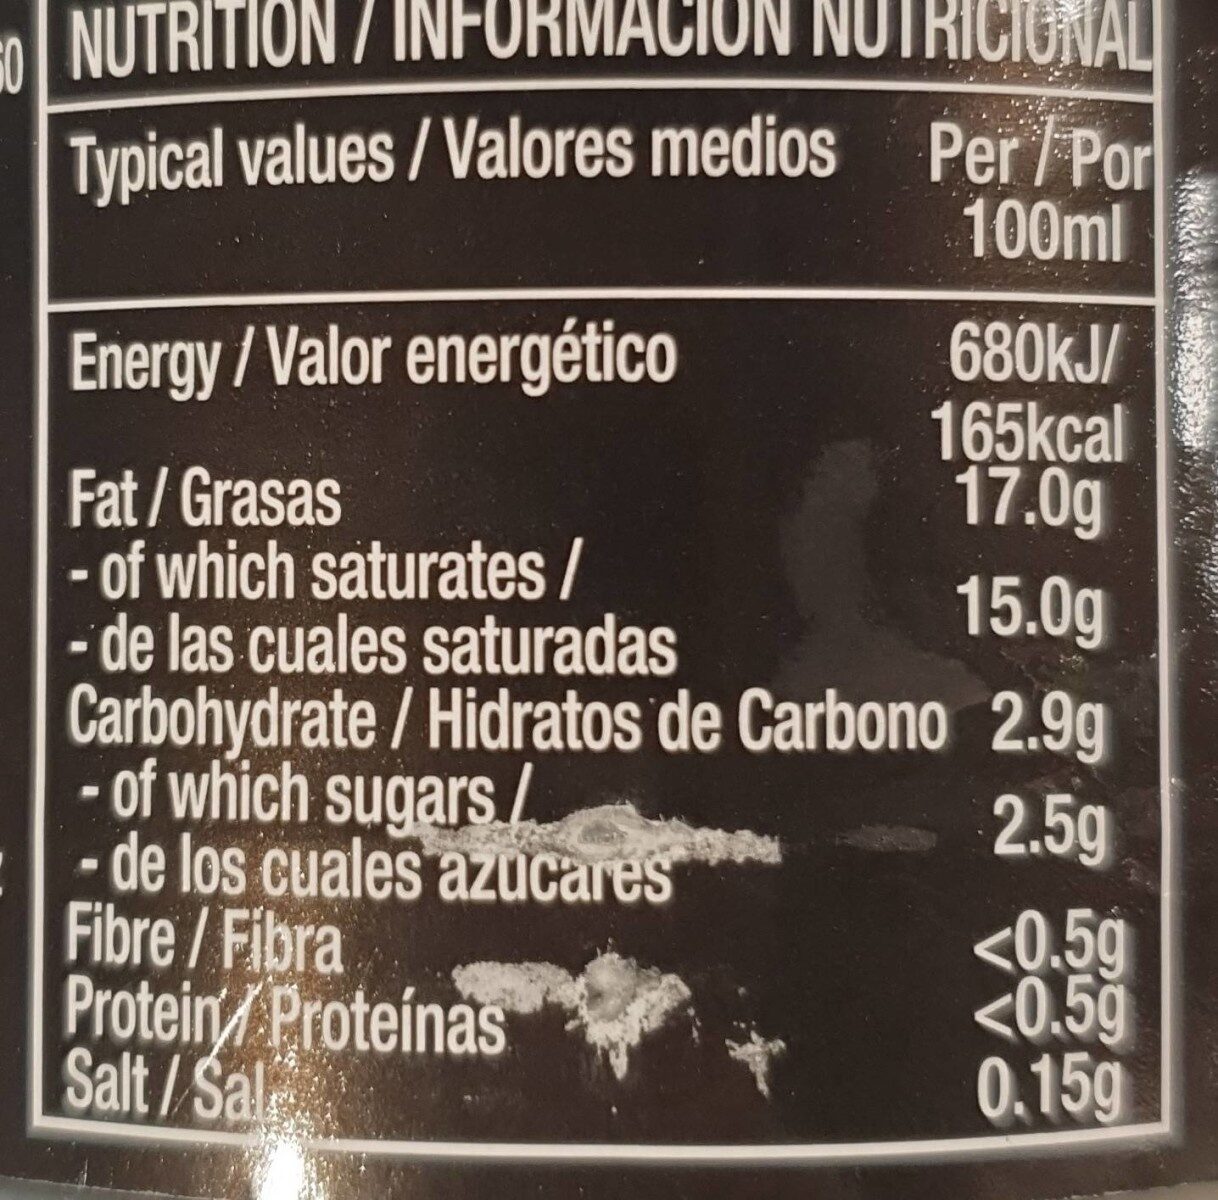 NUTRITION / INFORMACIÓN NUTRICIONAL
Typical values / Valores medios Per / Por
100ml
Energy / Valor energético 680kJ/
165kcal
Fat / Grasas 17.0g
- of which saturates /
- de las cuales saturadas 15.0g
Carbohydrate / Hidratos de Carbono 2.9g
- of which sugars /
- de los cuales azúcares 2.5g
Fibre / Fibra <0.5g
Protein / Proteínas <0.5g
Salt / Sal 0.15g